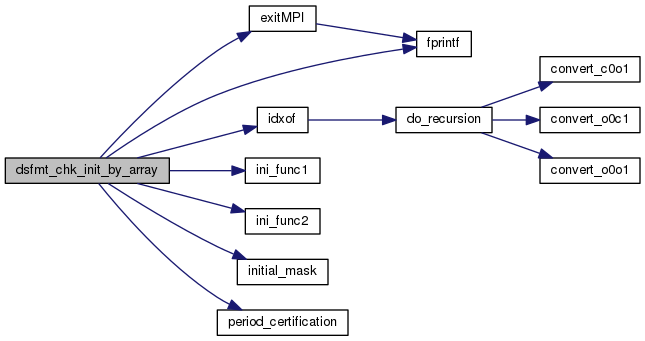 exitMPI
fprintf
convert_c0o1
idxof
do_recursion
convert_o0c1
dsfmt_chk_init_by_array
ini_func1
convert_o0o1
ini_func2
initial_mask
period_certification